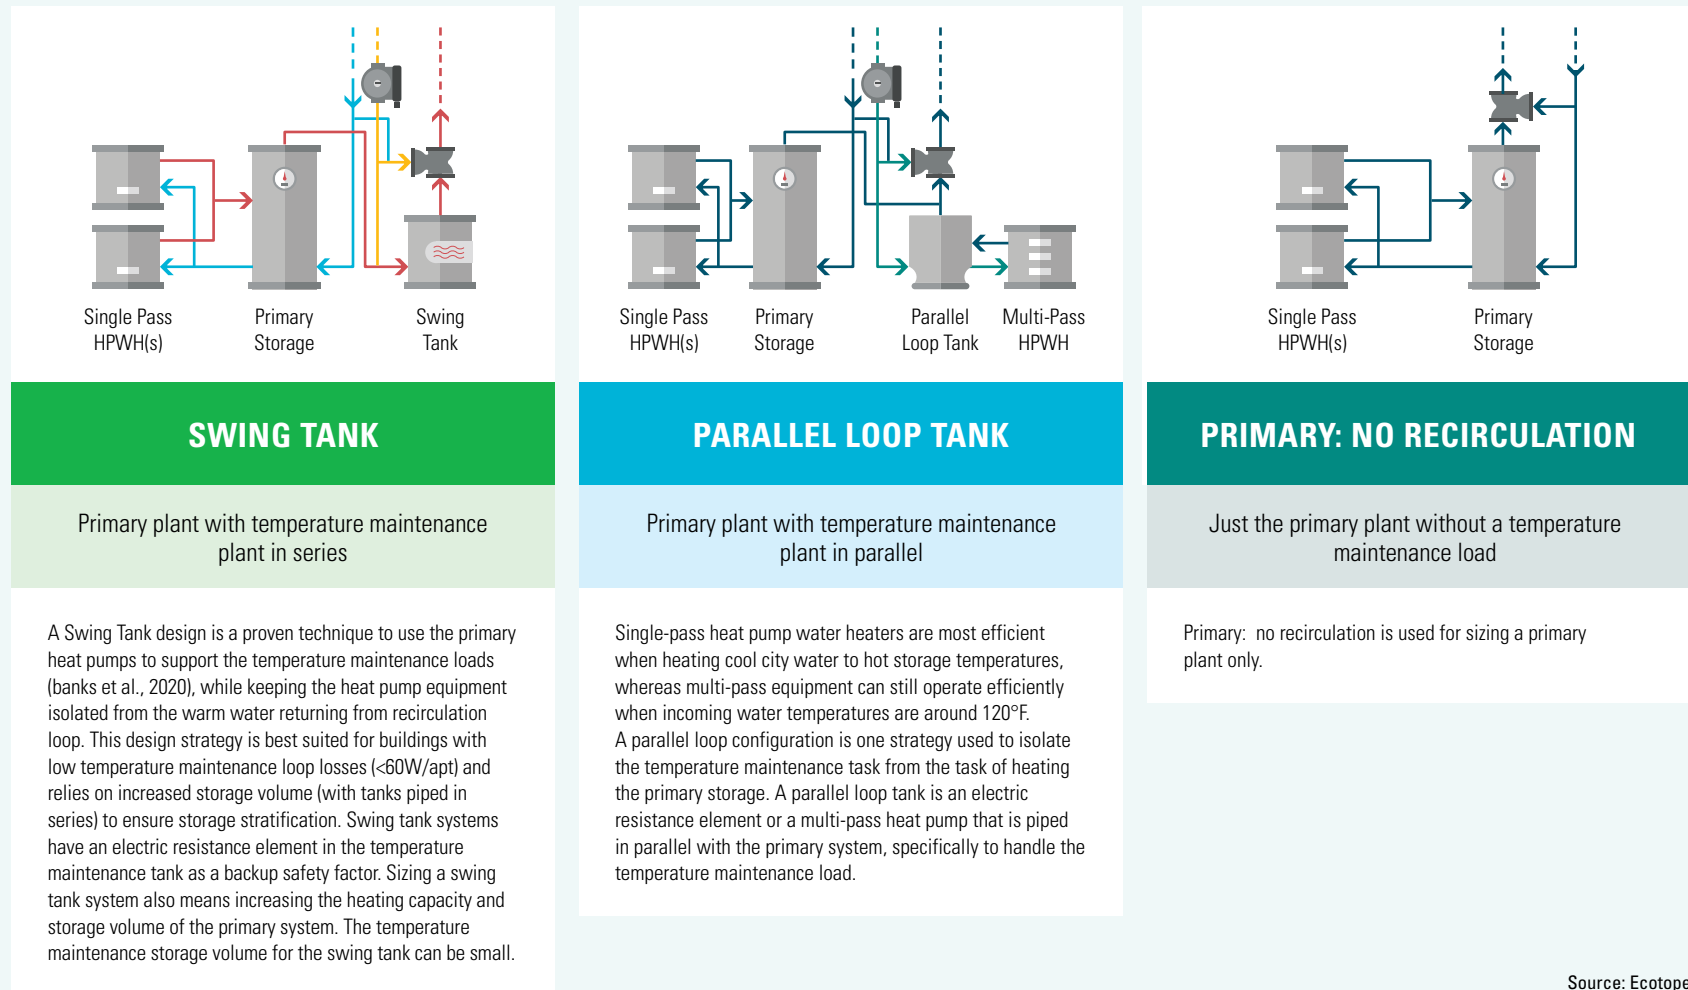 Single Pass
HPWH(s)
Primary
Storage
Swing
Tank
SWING TANK
Primary plant with temperature maintenance
plant in series
A Swing Tank design is a proven technique to use the primary
heat pumps to support the temperature maintenance loads
(banks et al., 2020), while keeping the heat pump equipment
isolated from the warm water returning from recirculation
loop. This design strategy is best suited for buildings with
low temperature maintenance loop losses (<60W/apt) and
relies on increased storage volume (with tanks piped in
series) to ensure storage stratification. Swing tank systems
have an electric resistance element in the temperature
maintenance tank as a backup safety factor. Sizing a swing
tank system also means increasing the heating capacity and
storage volume of the primary system. The temperature
maintenance storage volume for the swing tank can be small.
Single Pass
HPWH(s)
Primary
Storage
Parallel
Loop Tank
Multi-Pass
HPWH
PARALLEL LOOP TANK
Primary plant with temperature maintenance
plant in parallel
Single-pass heat pump water heaters are most efficient
when heating cool city water to hot storage temperatures,
whereas multi-pass equipment can still operate efficiently
when incoming water temperatures are around 120°F.
A parallel loop configuration is one strategy used to isolate
the temperature maintenance task from the task of heating
the primary storage. A parallel loop tank is an electric
resistance element or a multi-pass heat pump that is piped
in parallel with the primary system, specifically to handle the
temperature maintenance load.
Single Pass
HPWH(s)
Primary
Storage
PRIMARY: NO RECIRCULATION
Just the primary plant without a temperature
maintenance load
Primary: no recirculation is used for sizing a primary
plant only.
Source: Ecotope